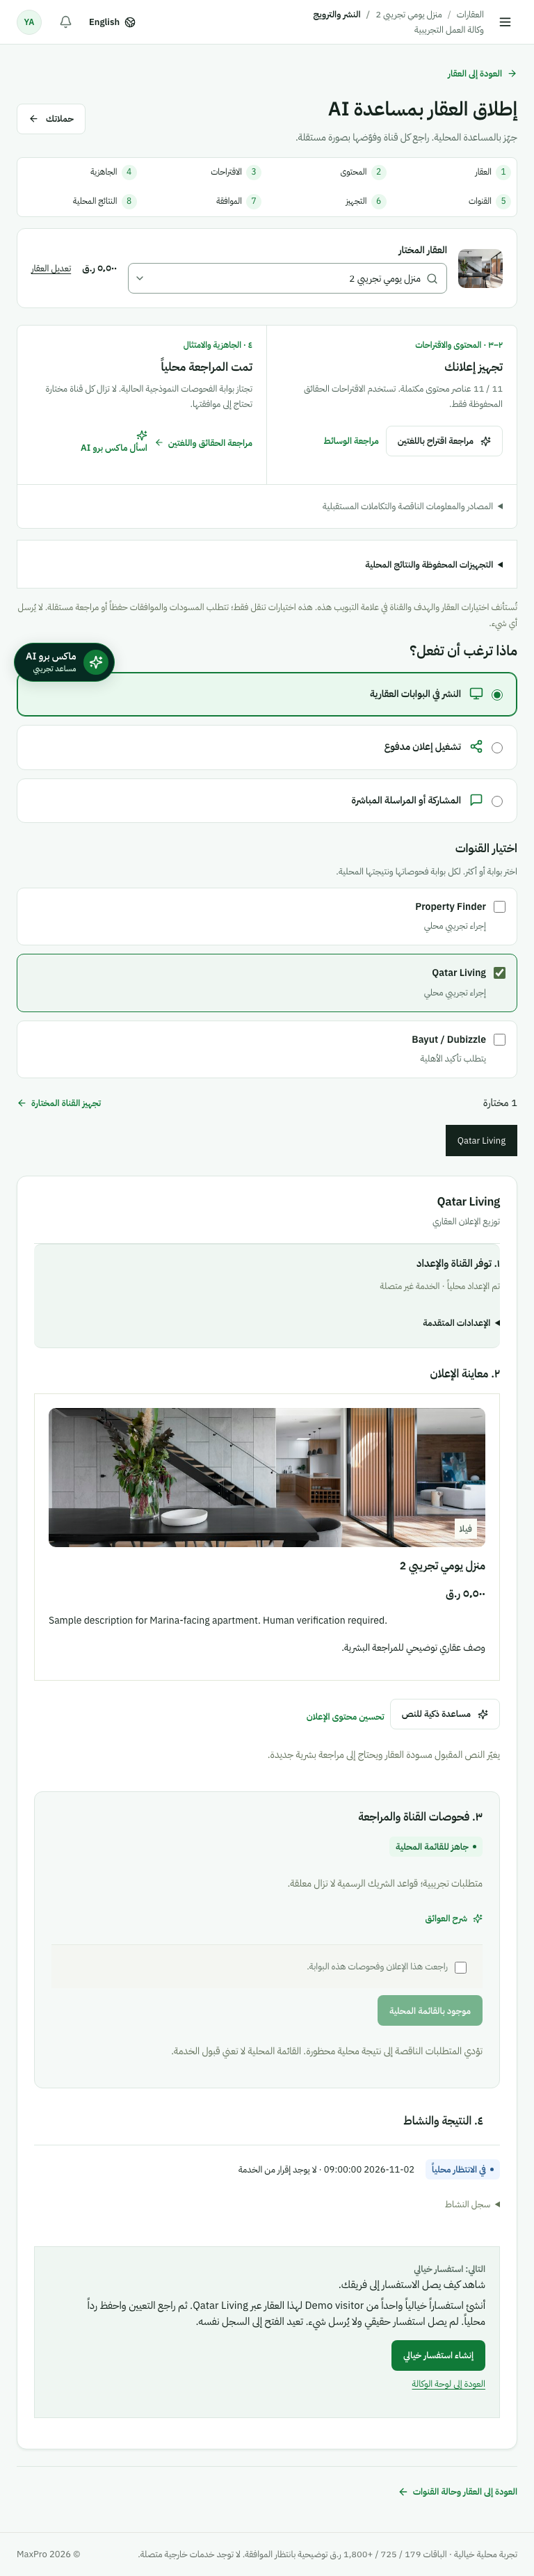 العقارات / منزل يومي تجريبي 2 / النشر والترويج
وكالة العمل التجريبية
English
YA
العودة إلى العقار
إطلاق العقار بمساعدة AI
جهّز بالمساعدة المحلية. راجع كل قناة وفوّضها بصورة مستقلة.
حملاتك
1 العقار
2 المحتوى
3 الاقتراحات
4 الجاهزية
5 القنوات
6 التجهيز
7 الموافقة
8 النتائج المحلية
العقار المختار
منزل يومي تجريبي 2
٥,٥٠٠ ر.ق
تعديل العقار
٢–٣ · المحتوى والاقتراحات
تجهيز إعلانك
11 / 11 عناصر محتوى مكتملة. تستخدم الاقتراحات الحقائق
المحفوظة فقط.
مراجعة اقتراح باللغتين
مراجعة الوسائط
٤ · الجاهزية والامتثال
تمت المراجعة محلياً
تجتاز بوابة الفحوصات النموذجية الحالية. لا تزال كل قناة مختارة
تحتاج إلى موافقتها.
مراجعة الحقائق واللغتين
اسأل ماكس برو AI
المصادر والمعلومات الناقصة والتكاملات المستقبلية
التجهيزات المحفوظة والنتائج المحلية
تُستأنف اختيارات العقار والهدف والقناة في علامة التبويب هذه. هذه اختيارات تنقل فقط؛ تتطلب المسودات والموافقات حفظاً أو مراجعة مستقلة. لا يُرسل
أي شيء.
ماذا ترغب أن تفعل؟
ماكس برو AI
مساعد تجريبي
النشر في البوابات العقارية
تشغيل إعلان مدفوع
المشاركة أو المراسلة المباشرة
اختيار القنوات
اختر بوابة أو أكثر. لكل بوابة فحوصاتها ونتيجتها المحلية.
Property Finder
إجراء تجريبي محلي
Qatar Living
إجراء تجريبي محلي
Bayut / Dubizzle
يتطلب تأكيد الأهلية
1 مختارة
تجهيز القناة المختارة
Qatar Living
Qatar Living
توزيع الإعلان العقاري
١. توفر القناة والإعداد
تم الإعداد محلياً · الخدمة غير متصلة
الإعدادات المتقدمة
٢. معاينة الإعلان
فيلا
منزل يومي تجريبي 2
٥,٥٠٠ ر.ق
Sample description for Marina-facing apartment. Human verification required.
وصف عقاري توضيحي للمراجعة البشرية.
مساعدة ذكية للنص
تحسين محتوى الإعلان
يغيّر النص المقبول مسودة العقار ويحتاج إلى مراجعة بشرية جديدة.
٣. فحوصات القناة والمراجعة
جاهز للقائمة المحلية
متطلبات تجريبية؛ قواعد الشريك الرسمية لا تزال معلقة.
شرح العوائق
راجعت هذا الإعلان وفحوصات هذه البوابة.
موجود بالقائمة المحلية
تؤدي المتطلبات الناقصة إلى نتيجة محلية محظورة. القائمة المحلية لا تعني قبول الخدمة.
٤. النتيجة والنشاط
في الانتظار محلياً
2026-11-02 09:00:00 · لا يوجد إقرار من الخدمة
سجل النشاط
التالي: استفسار خيالي
شاهد كيف يصل الاستفسار إلى فريقك.
أنشئ استفساراً خيالياً واحداً من Demo visitor لهذا العقار عبر Qatar Living. ثم راجع التعيين واحفظ رداً
محلياً. لم يصل استفسار حقيقي ولا يُرسل شيء. تعيد الفتح إلى السجل نفسه.
إنشاء استفسار خيالي
العودة إلى لوحة الوكالة
العودة إلى العقار وحالة القنوات
تجربة محلية خيالية · الباقات 179 / 725 / +1,800 ر.ق توضيحية بانتظار الموافقة. لا توجد خدمات خارجية متصلة.
© 2026 MaxPro